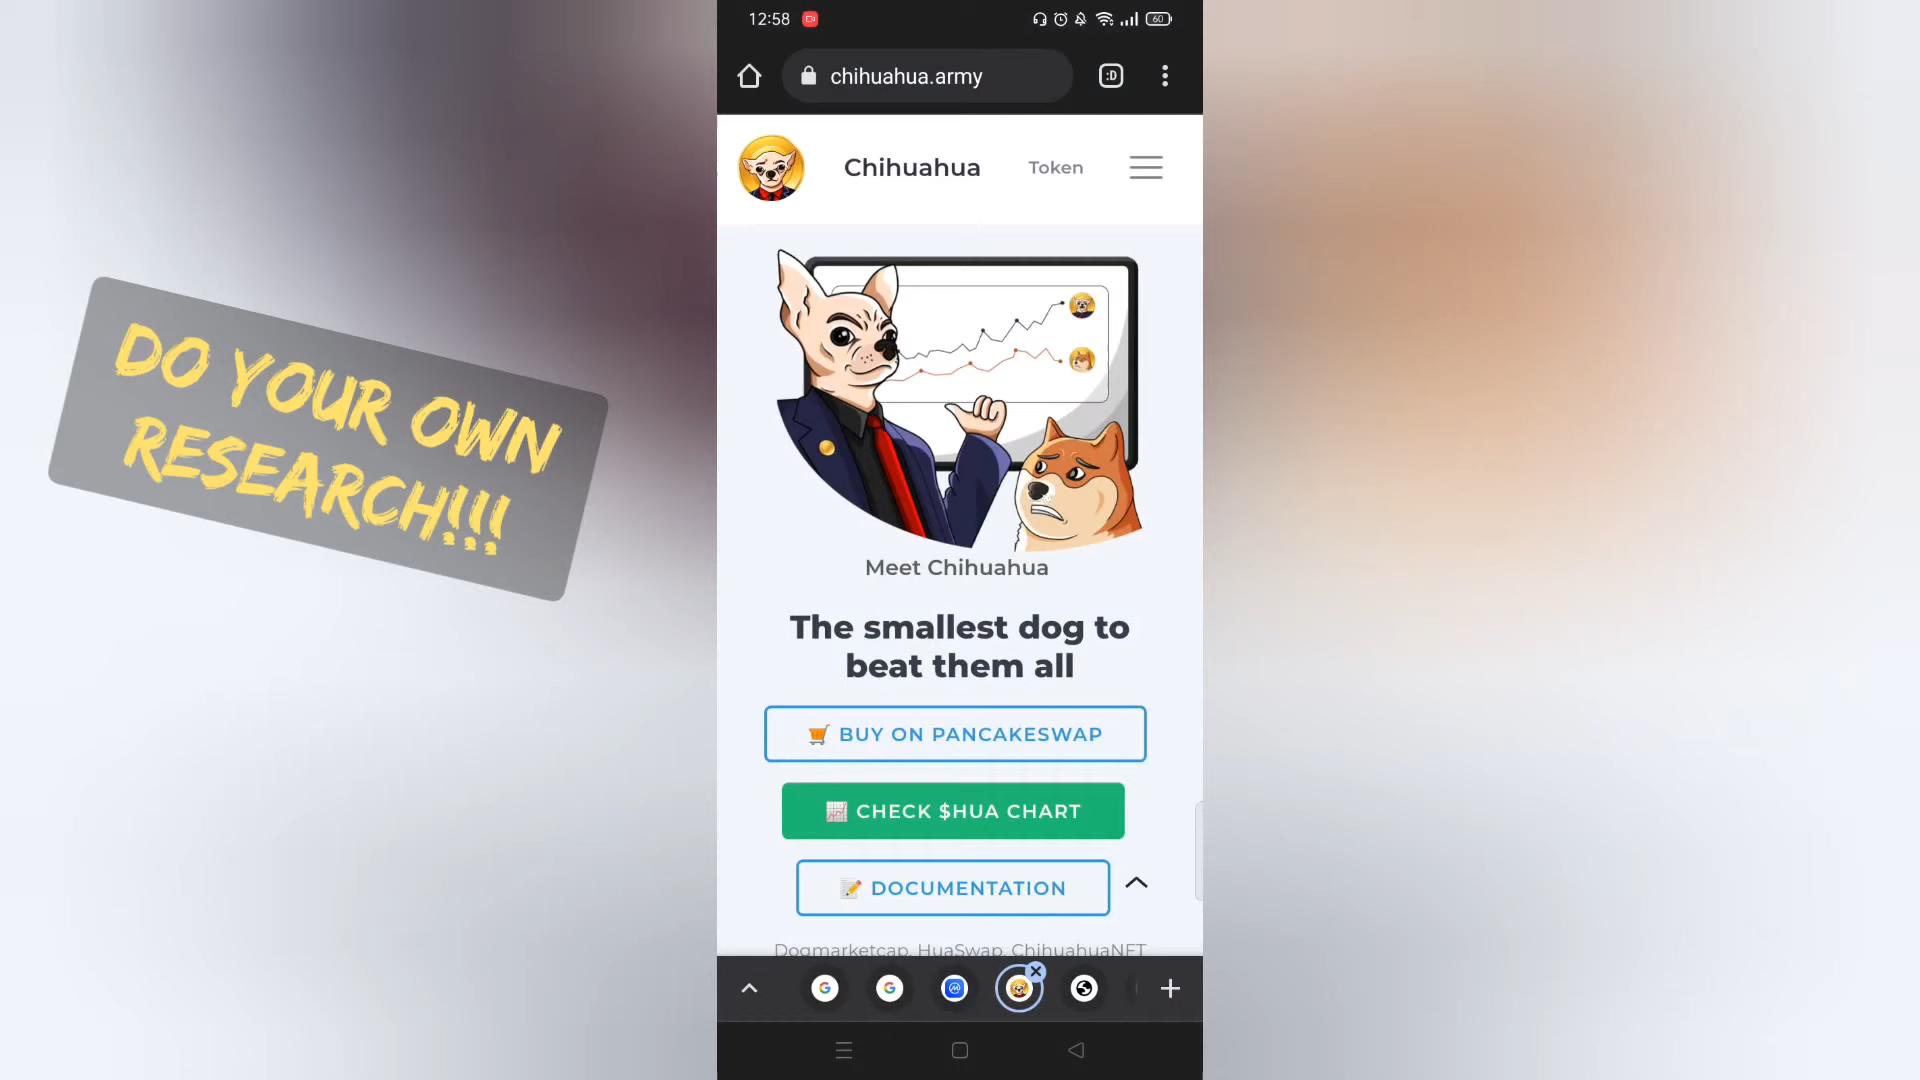 12:58
60
chihuahua.army
:D
Chihuahua
Token
DO YOUR OWN
RESEARCH!!!
Meet Chihuahua
The smallest dog to
beat them all
BUY ON PANCAKESWAP
CHECK $HUA CHART
DOCUMENTATION
Dogmarketcap, HuaSwap, ChihuahuaNFT